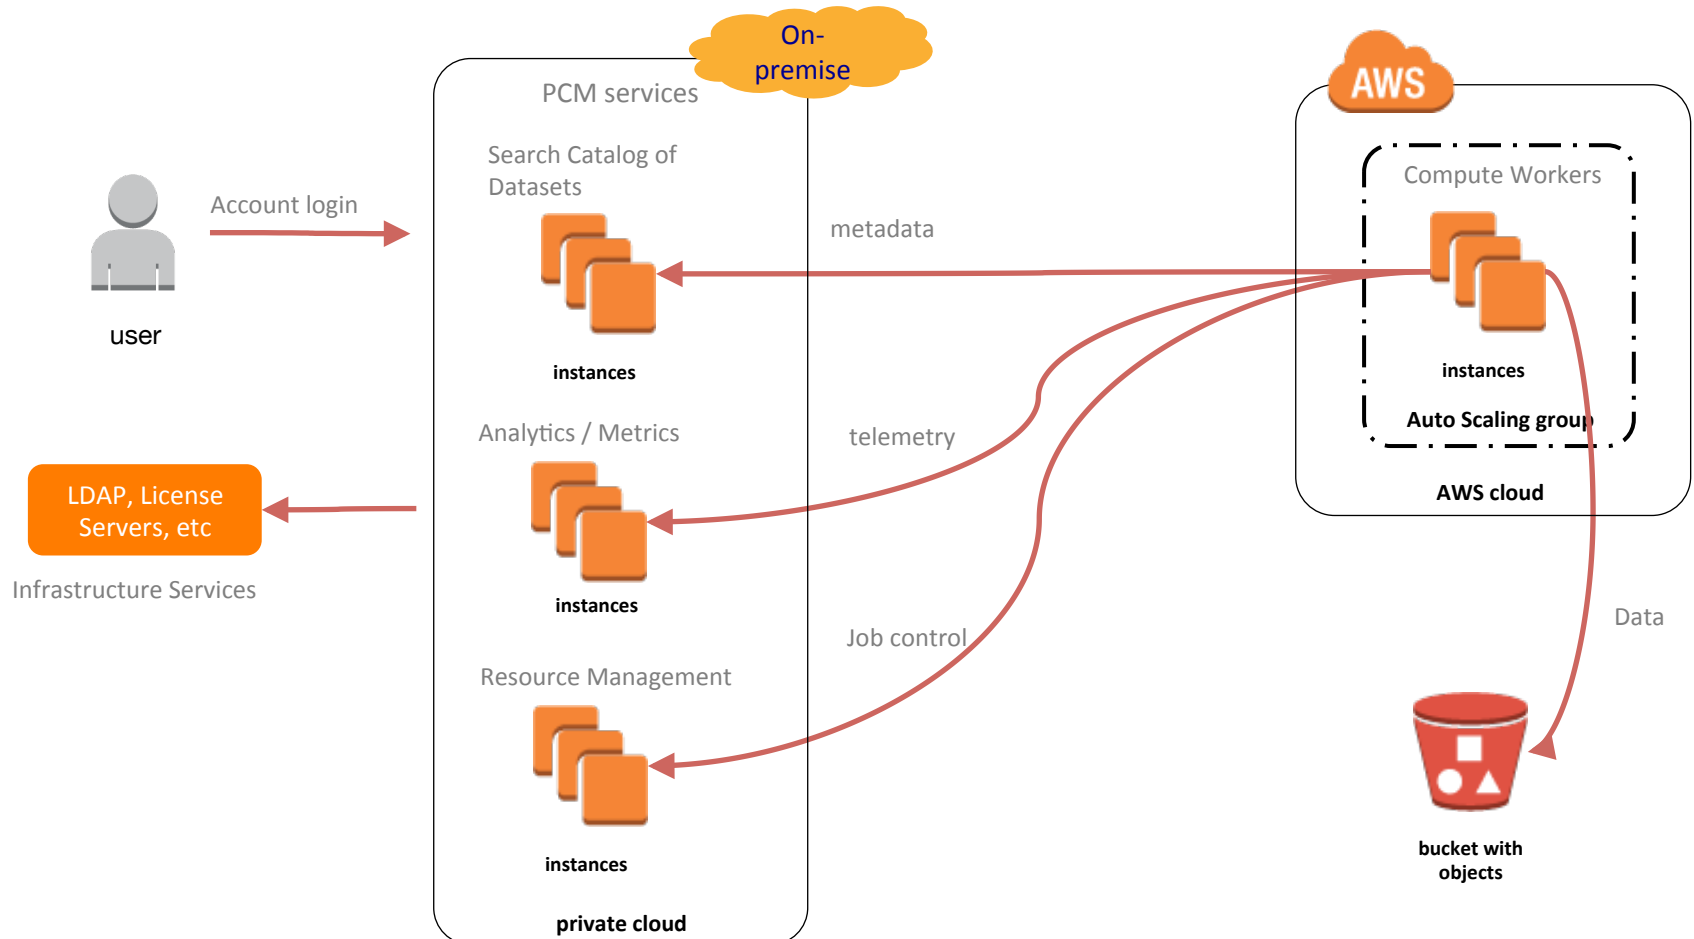 On-
premise
AWS
PCM services
Search Catalog of
Datasets
Compute Workers
Account login
metadata
user
instances
instances
Auto Scaling group
Analytics / Metrics
telemetry
LDAP, License
Servers, etc
AWS cloud
Infrastructure Services
instances
Data
Job control
Resource Management
bucket with
objects
instances
private cloud